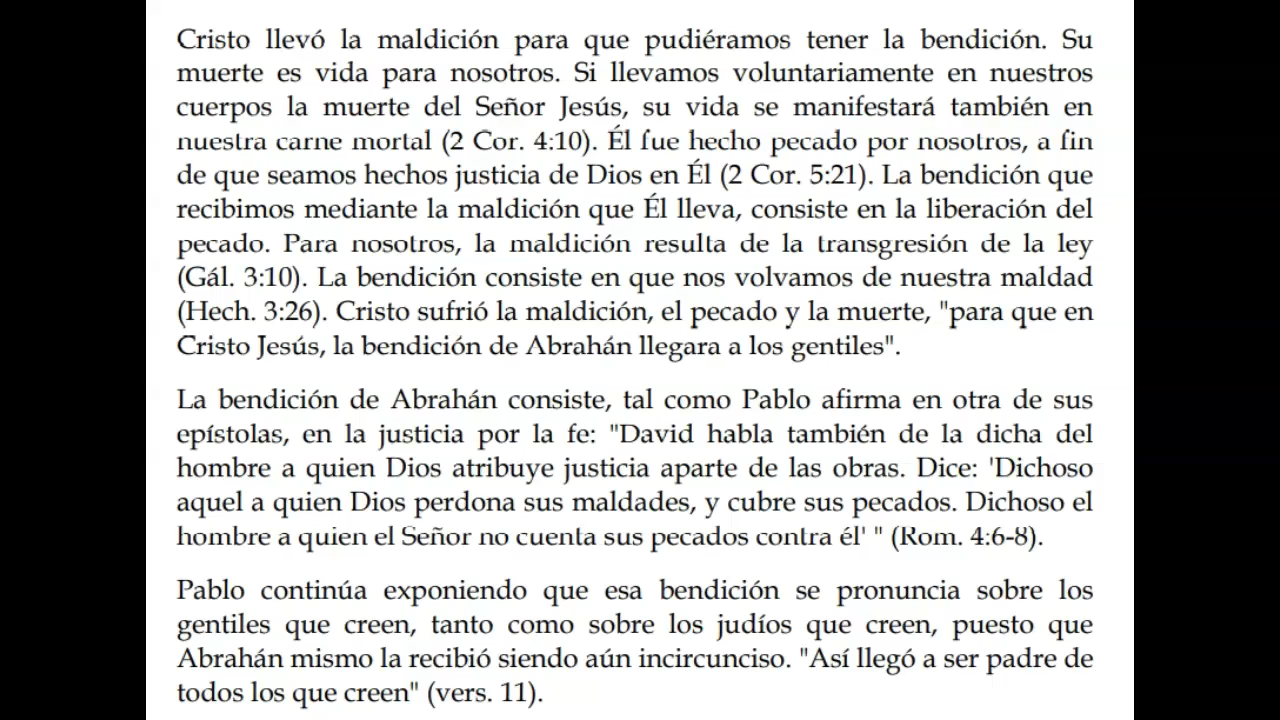 Cristo llevó la maldición para que pudiéramos tener la bendición. Su
muerte es vida para nosotros. Si llevamos voluntariamente en nuestros
cuerpos la muerte del Señor Jesús, su vida se manifestará también en
nuestra carne mortal (2 Cor. 4:10). Él fue hecho pecado por nosotros, a fin
de que seamos hechos justicia de Dios en Él (2 Cor. 5:21). La bendición que
recibimos mediante la maldición que Él lleva, consiste en la liberación del
pecado. Para nosotros, la maldición resulta de la transgresión de la ley
(Gál. 3:10). La bendición consiste en que nos volvamos de nuestra maldad
(Hech. 3:26). Cristo sufrió la maldición, el pecado y la muerte, "para que en
Cristo Jesús, la bendición de Abrahán llegara a los gentiles".
La bendición de Abrahán consiste, tal como Pablo afirma en otra de sus
epístolas, en la justicia por la fe: "David habla también de la dicha del
hombre a quien Dios atribuye justicia aparte de las obras. Dice: 'Dichoso
aquel a quien Dios perdona sus maldades, y cubre sus pecados. Dichoso el
hombre a quien el Señor no cuenta sus pecados contra él' " (Rom. 4:6-8).
Pablo continúa exponiendo que esa bendición se pronuncia sobre los
gentiles que creen, tanto como sobre los judíos que creen, puesto que
Abrahán mismo la recibió siendo aún incircunciso. "Así llegó a ser padre de
todos los que creen" (vers. 11).